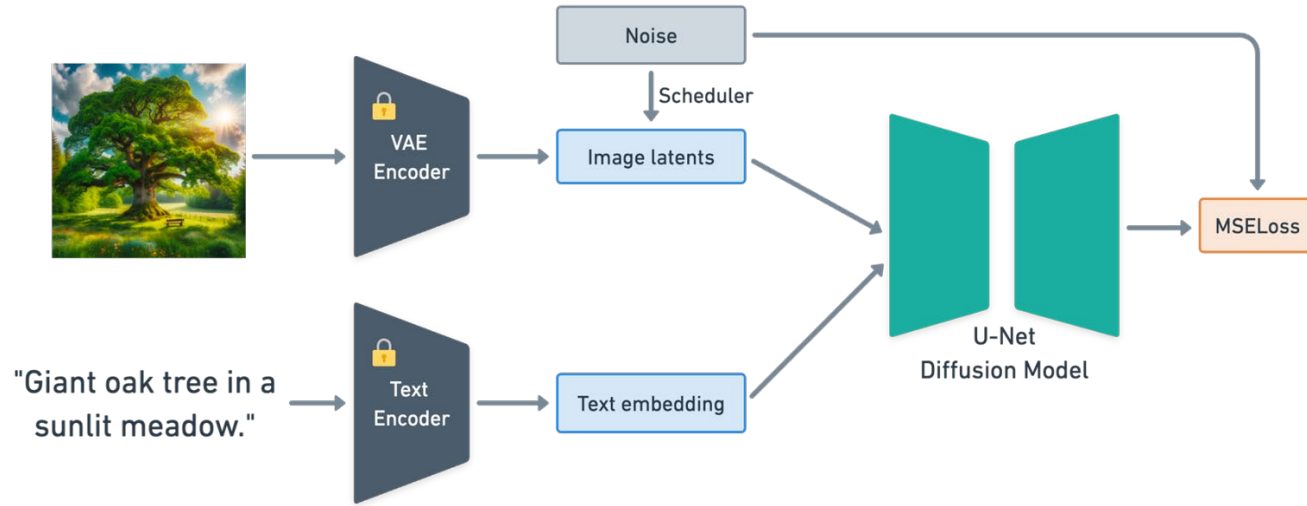 Noise
Scheduler
VAE
Encoder
Image latents
MSELoss
U-Net
Diffusion Model
"Giant oak tree in a
sunlit meadow."
Text
Encoder
Text embedding